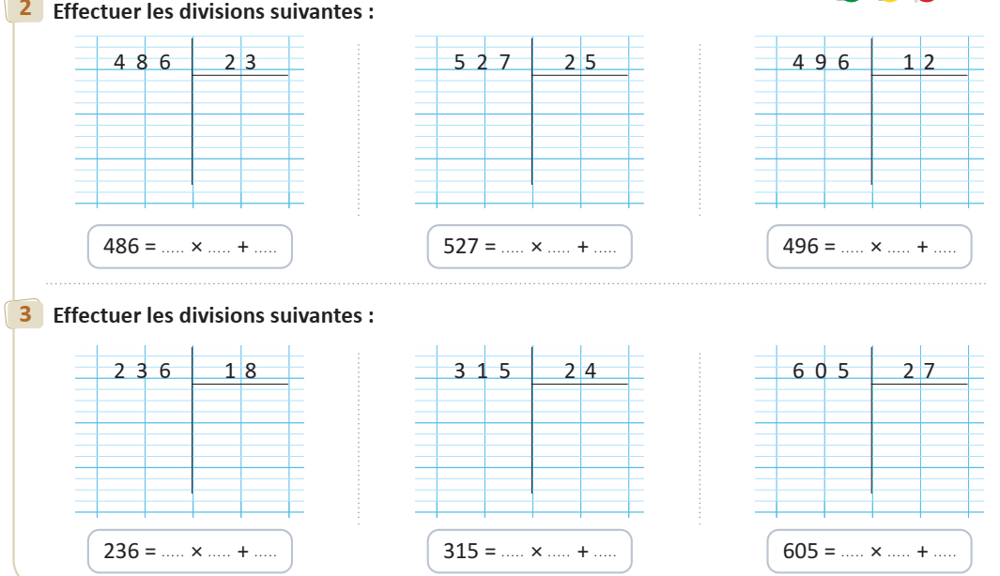 2 Effectuer les divisions suivantes :
4 8 6 2 3
5 2 7 2 5
4 9 6 1 2
486 = ..... × ..... + .....
527 = ..... × ..... + .....
496 = ..... × ..... + .....
3 Effectuer les divisions suivantes :
2 3 6 1 8
3 1 5 2 4
6 0 5 2 7
236 = ..... × ..... + .....
315 = ..... × ..... + .....
605 = ..... × ..... + .....